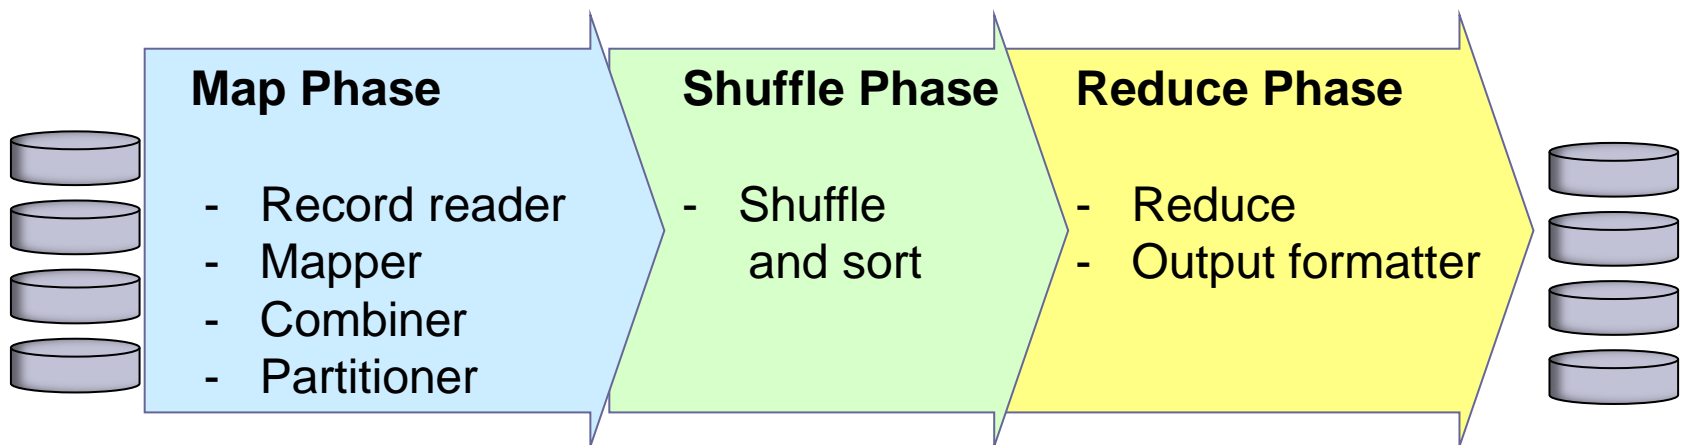 Map Phase
- Record reader
- Mapper
- Combiner
- Partitioner
Shuffle Phase
- Shuffle
and sort
Reduce Phase
- Reduce
- Output formatter